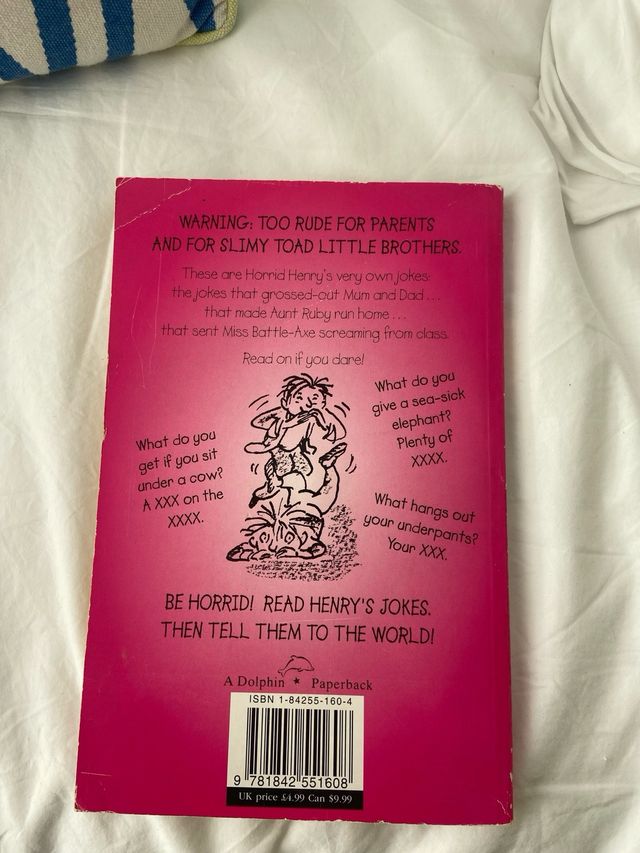 WARNING: TOO RUDE FOR PARENTS
AND FOR SLIMY TOAD LITTLE BROTHERS.
These are Horrid Henry's very own jokes:
the jokes that grossed-out Mum and Dad...
that made Aunt Ruby run home...
that sent Miss Battle-Axe screaming from class.
Read on if you dare!
What do you
give a sea-sick
elephant?
Plenty of
XXXX.
What do you
get if you sit
under a cow?
A XXX on the
XXXX.
What hangs out
your underpants?
Your XXX.
BE HORRID! READ HENRY'S JOKES.
THEN TELL THEM TO THE WORLD!
A Dolphin ★ Paperback
ISBN 1-84255-160-4
9 781842 551608
UK price £4.99 Can $9.99